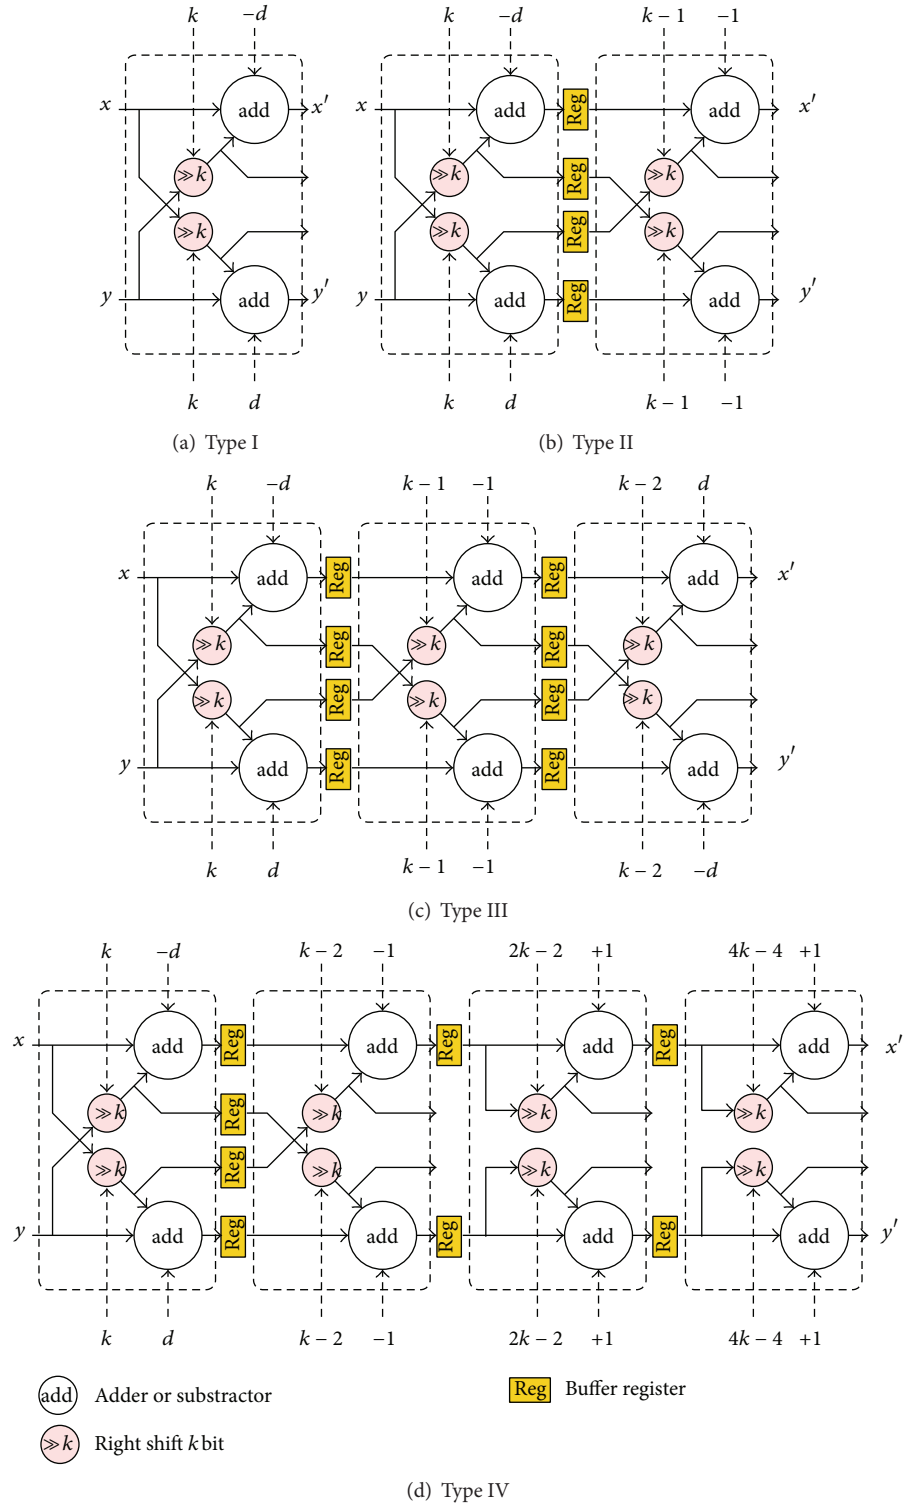 k −d k −d k − 1 −1
x add x′ x add Reg add x′
≫k ≫k Reg ≫k
≫k ≫k Reg ≫k
y add y′ y add Reg add y′
k d k d k − 1 −1
(a) Type I (b) Type II
k −d k − 1 −1 k − 2 d
x add Reg add Reg add x′
≫k Reg ≫k Reg ≫k
≫k Reg ≫k Reg ≫k
y add Reg add Reg add y′
k d k − 1 −1 k − 2 −d
(c) Type III
k −d k − 2 −1 2k − 2 +1 4k − 4 +1
x add Reg add Reg add Reg add x′
≫k Reg ≫k ≫k ≫k
≫k Reg ≫k ≫k ≫k
y add Reg add Reg add Reg add y′
k d k − 2 −1 2k − 2 +1 4k − 4 +1
add Adder or substractor Reg Buffer register
≫k Right shift k bit
(d) Type IV